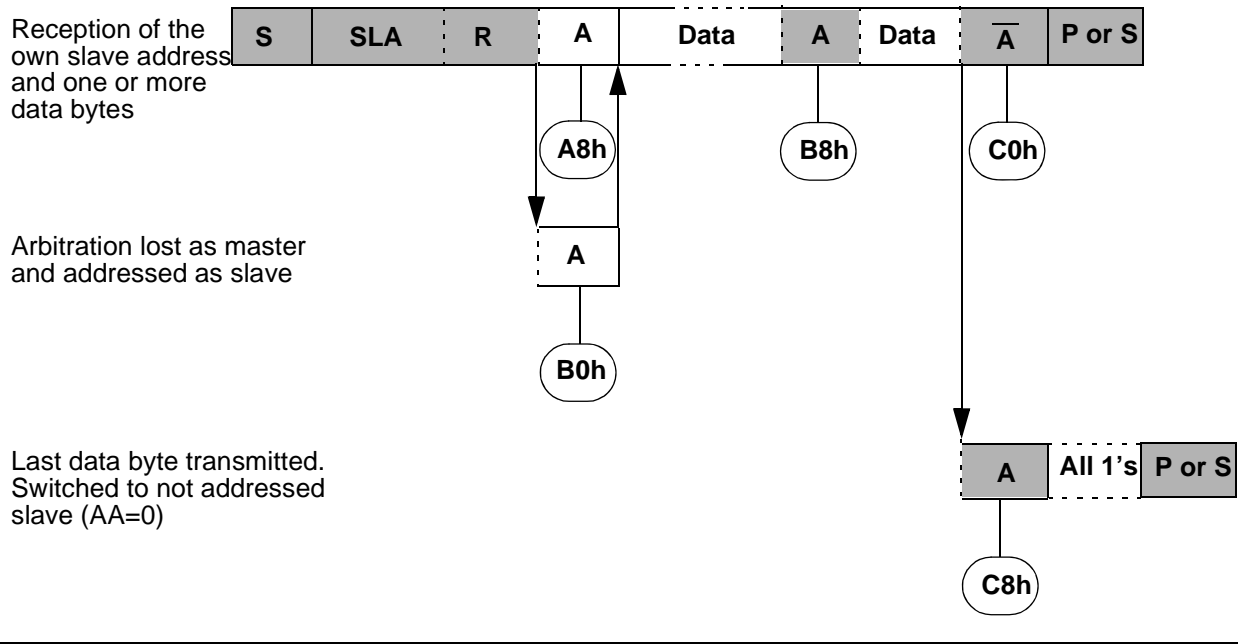 Reception of the
own slave address
and one or more
data bytes
S SLA R A Data A Data A̅ P or S
A8h B8h C0h
Arbitration lost as master
and addressed as slave
A
B0h
Last data byte transmitted.
Switched to not addressed
slave (AA=0)
A All 1's P or S
C8h